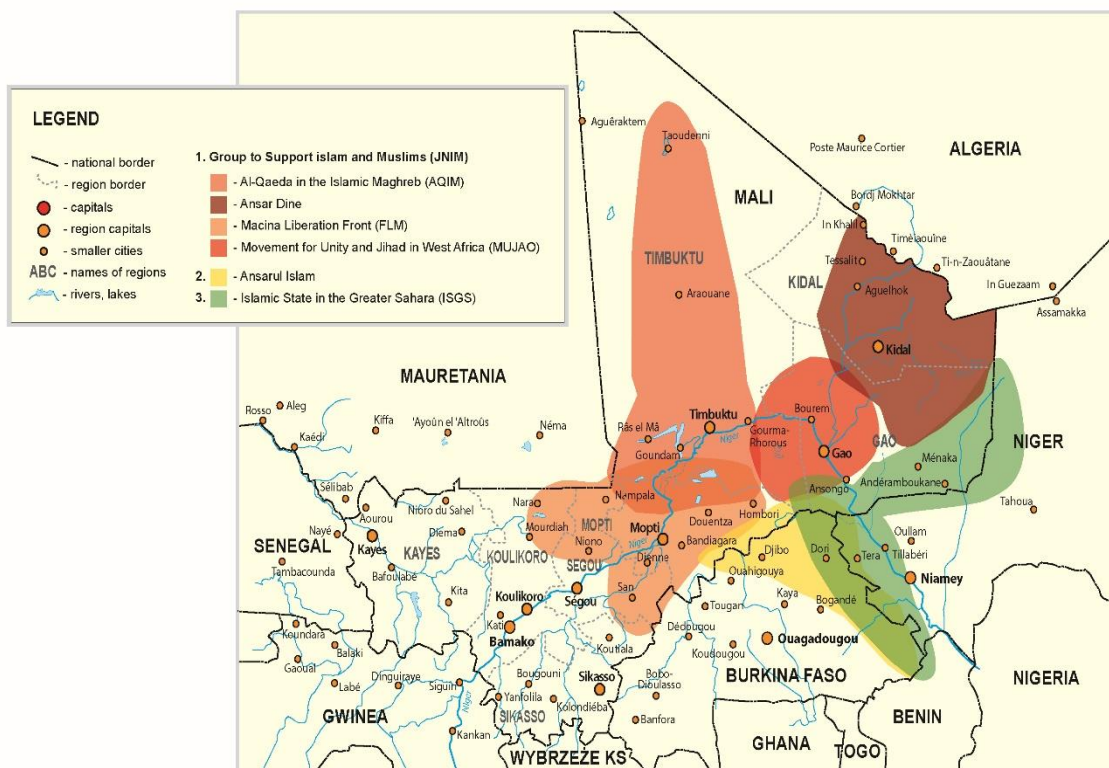 LEGEND
- national border
- region border
- capitals
- region capitals
- smaller cities
ABC - names of regions
- rivers, lakes
1. Group to Support islam and Muslims (JNIM)
- Al-Qaeda in the Islamic Maghreb (AQIM)
- Ansar Dine
- Macina Liberation Front (FLM)
- Movement for Unity and Jihad in West Africa (MUJAO)
2. - Ansarul Islam
3. - Islamic State in the Greater Sahara (ISGS)
Aguêraktem
Taoudenni
Poste Maurice Cortier
ALGERIA
MALI
Bordj Mokhtar
In Khalil
Timéiaouine
TIMBUKTU
Tessalit
Ti-n-Zaouâtane
KIDAL
Araouane
Aguelhok
In Guezaam
Assamakka
Kidal
MAURETANIA
Rosso
Aleg
Kiffa
'Ayoûn el 'Altroûs
Néma
Kaédi
Râs el Mâ
Timbuktu
Bourem
Gourma-
Rhorous
Niger
Goundam
GAO
Gao
NIGER
Ménaka
Sélibab
Ansongo
Andéramboukane
Nampala
Nara
Nioro du Sahel
Aourou
Hombori
Tahoua
Nayé
Diema
Mourdiah
MOPTI
Douentza
Mopti
Niono
Bandiagara
Niger
SENEGAL
Kayes
KAYES
KOULIKORO
SEGOU
Djenne
Djibo
Dori
Tera
Oullam
Tillabéri
Tambacounda
Bafoulabé
Ouahigouya
Niamey
Kita
Koulikoro
Ségou
San
Tougan
Kaya
Bogandé
Kati
Bamako
Koundara
Koutiala
Dédougou
Koudougou
Ouagadougou
Balaki
Gaoual
Labé
Dinguiraye
Siguiri
Bougouni
Sikasso
Bobo-
Dioulasso
BURKINA FASO
NIGERIA
Yanfolila
Kolondiéba
GWINEA
Niger
SIKASSO
Banfora
BENIN
Kankan
WYBRZEŻE KS
GHANA
TOGO